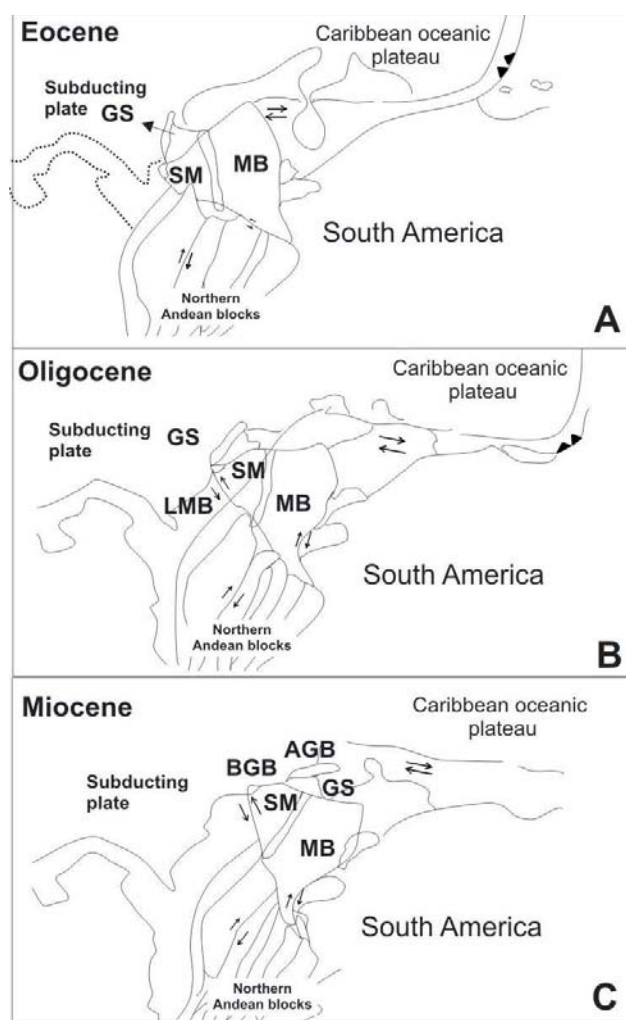 Eocene
Caribbean oceanic
plateau
Subducting
plate
GS
SM
MB
South America
Northern
Andean blocks
A
Oligocene
Caribbean oceanic
plateau
Subducting
plate
GS
SM
LMB
MB
South America
Northern
Andean blocks
B
Miocene
Caribbean oceanic
plateau
AGB
BGB
Subducting
plate
SM
GS
MB
South America
Northern
Andean blocks
C